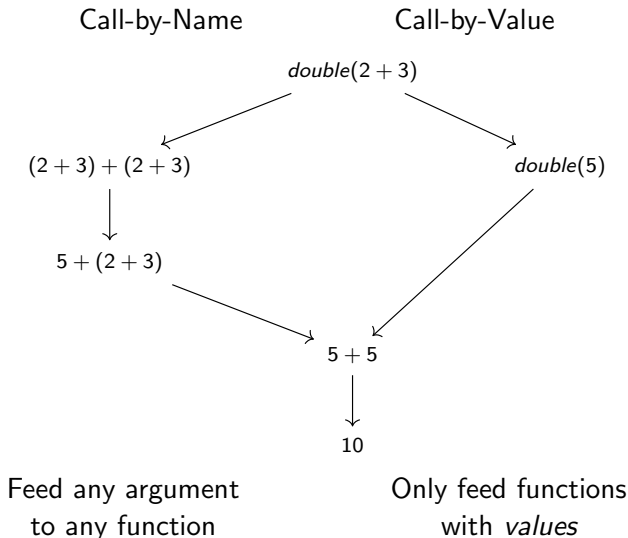 Call-by-Name Call-by-Value
double(2 + 3)
(2 + 3) + (2 + 3) double(5)
5 + (2 + 3)
5 + 5
10
Feed any argument Only feed functions
to any function with values